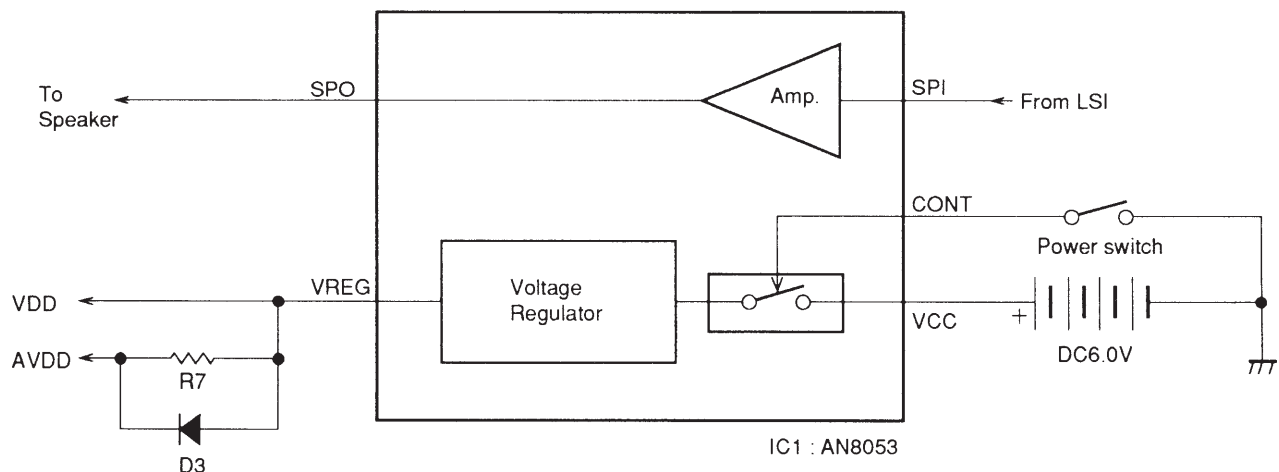 To
Speaker
SPO
Amp.
SPI
From LSI
CONT
Power switch
VDD
VREG
Voltage
Regulator
VCC
+
DC6.0V
AVDD
R7
D3
IC1 : AN8053